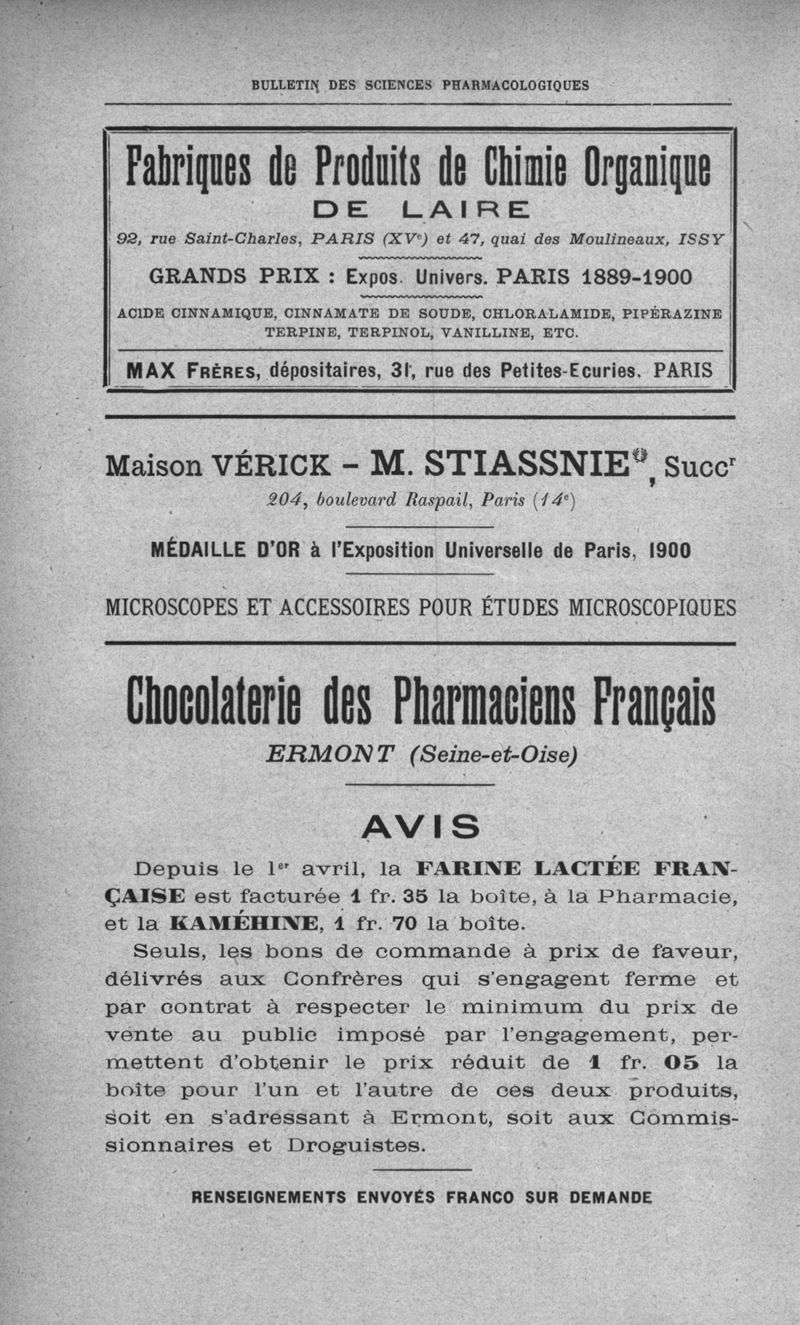 BULLETIN DES SCIENCES PHARMACOLOGIQUES
Fabriques de Produits de Chimie Organique
DE LAIRE
92, rue Saint-Charles, PARIS (XVe) et 47, quai des Moulineaux, ISSY
GRANDS PRIX : Expos. Univers. PARIS 1889-1900
ACIDE CINNAMIQUE, CINNAMATE DE SOUDE, CHLORALAMIDE, PIPÉRAZINE
TERPINE, TERPINOL, VANILLINE, ETC.
MAX FRÈRES, dépositaires, 31, rue des Petites-Ecuries. PARIS
Maison VÉRICK - M. STIASSNIE, Succr
204, boulevard Raspail, Paris (14e)
MÉDAILLE D'OR à l'Exposition Universelle de Paris, 1900
MICROSCOPES ET ACCESSOIRES POUR ÉTUDES MICROSCOPIQUES
Chocolaterie des Pharmaciens Français
ERMONT (Seine-et-Oise)
AVIS
Depuis le 1er avril, la FARINE LACTÉE FRAN-
ÇAISE est facturée 1 fr. 35 la boîte, à la Pharmacie,
et la KAMÉHINE, 1 fr. 70 la boîte.
Seuls, les bons de commande à prix de faveur,
délivrés aux Confrères qui s'engagent ferme et
par contrat à respecter le minimum du prix de
vente au public imposé par l'engagement, per-
mettent d'obtenir le prix réduit de 1 fr. 05 la
boîte pour l'un et l'autre de ces deux produits,
soit en s'adressant à Ermont, soit aux Commis-
sionnaires et Droguistes.
RENSEIGNEMENTS ENVOYÉS FRANCO SUR DEMANDE